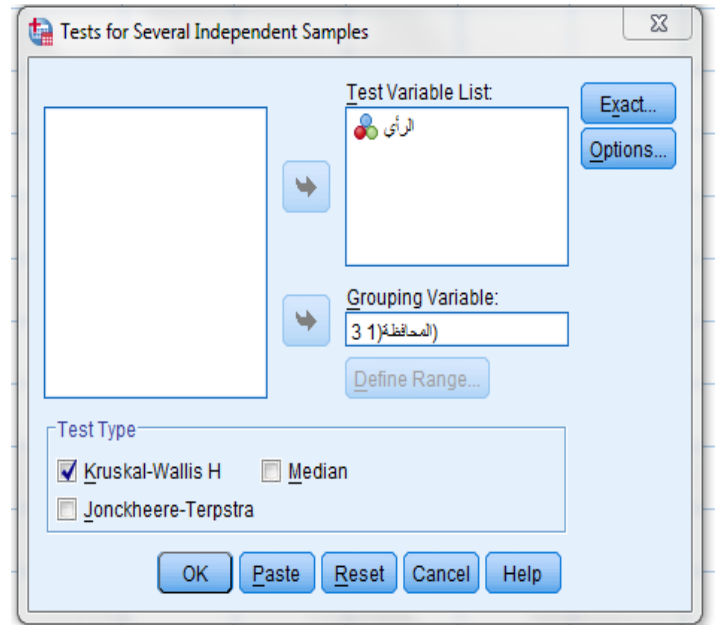 Tests for Several Independent Samples
Test Variable List:
الرأي
Exact...
Options...
Grouping Variable:
المحافظة(1 3)
Define Range...
Test Type
Kruskal-Wallis H
Median
Jonckheere-Terpstra
OK
Paste
Reset
Cancel
Help